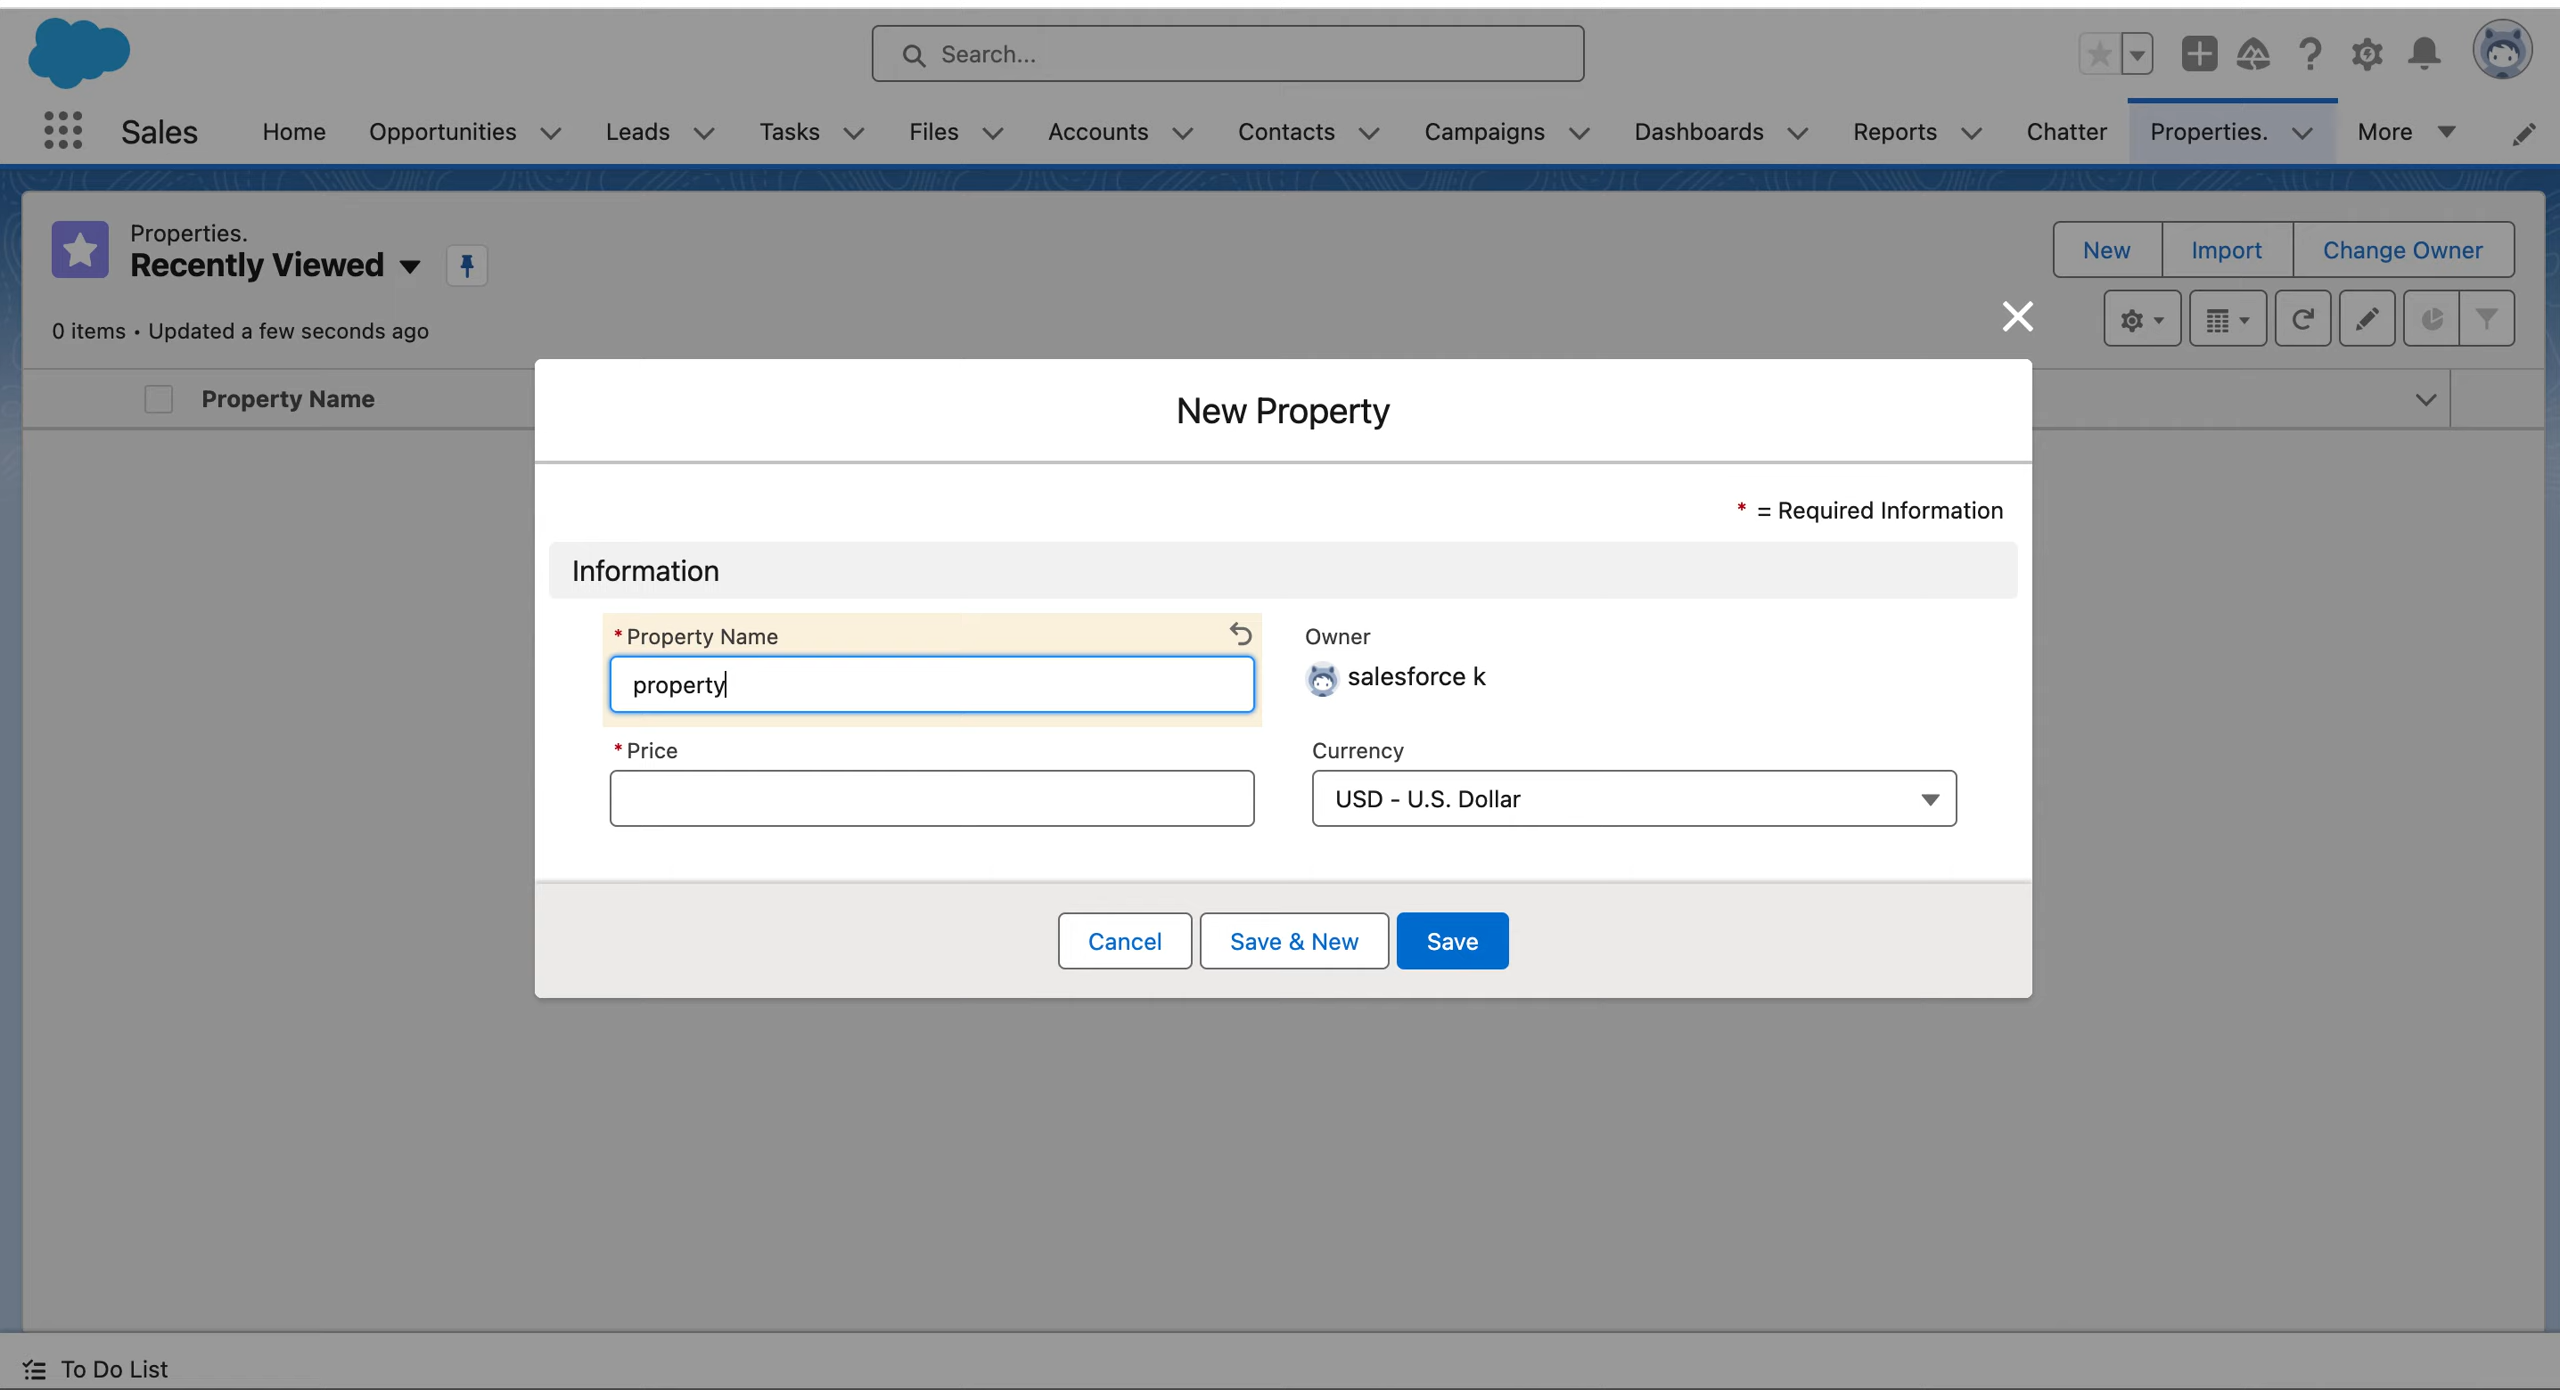 Search...
Sales
Home
Opportunities
Leads
Tasks
Files
Accounts
Contacts
Campaigns
Dashboards
Reports
Chatter
Properties.
More
Properties.
Recently Viewed
New
Import
Change Owner
0 items • Updated a few seconds ago
Property Name
New Property
* = Required Information
Information
*Property Name
Owner
property
salesforce k
*Price
Currency
USD - U.S. Dollar
Cancel
Save & New
Save
To Do List